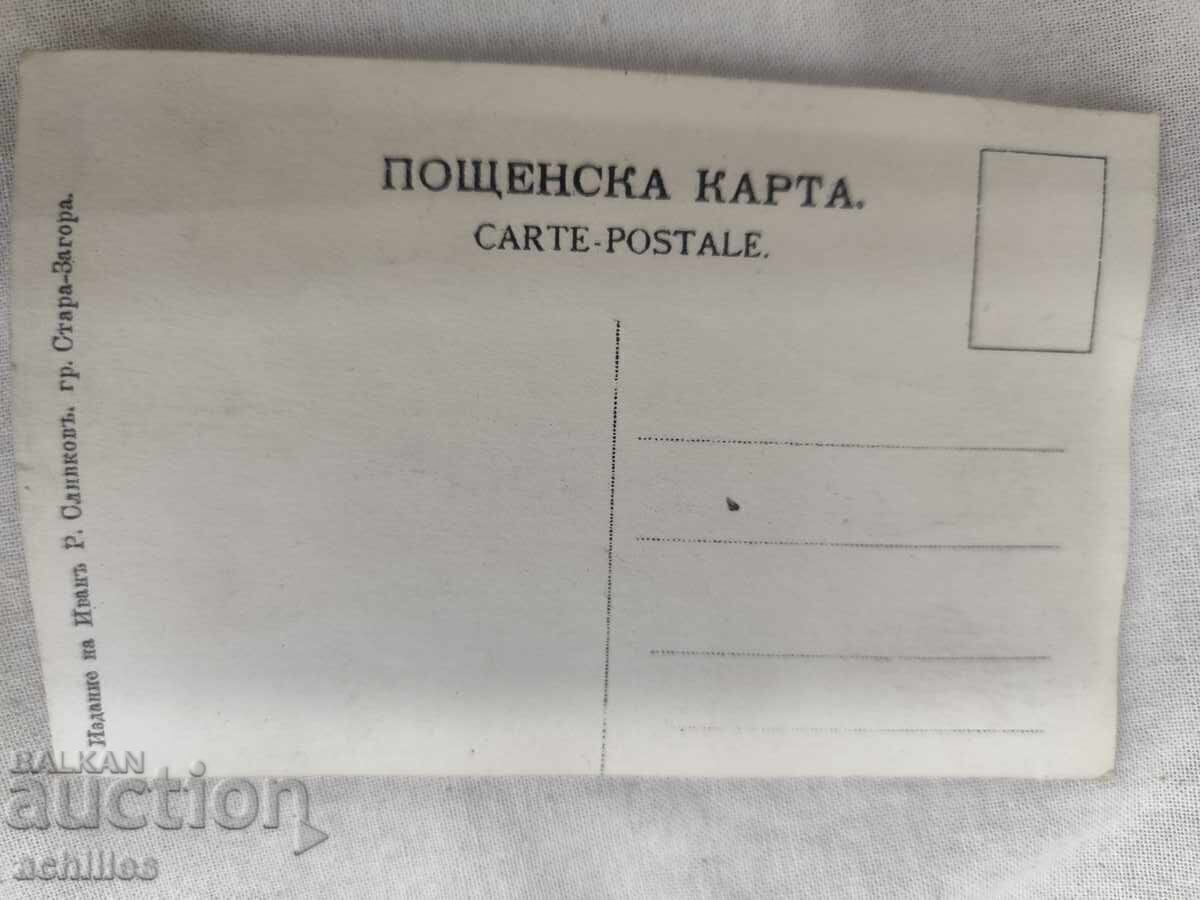 ПОЩЕНСКА КАРТА.
CARTE-POSTALE.
Издание на Иванъ Р. Сливковъ, гр. Стара-Загора.
BALKAN
auction
achilles